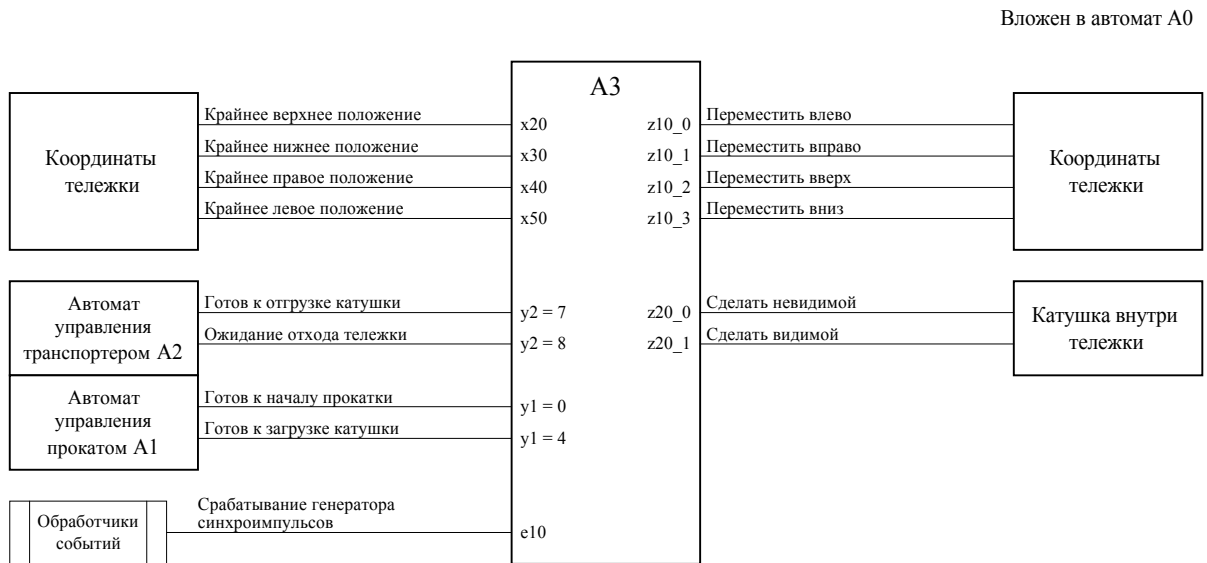 Вложен в автомат A0
A3
Координаты
тележки
Крайнее верхнее положение
x20
Крайнее нижнее положение
x30
Крайнее правое положение
x40
Крайнее левое положение
x50
z10_0
Переместить влево
z10_1
Переместить вправо
z10_2
Переместить вверх
z10_3
Переместить вниз
Координаты
тележки
Автомат
управления
транспортером A2
Готов к отгрузке катушки
y2 = 7
Ожидание отхода тележки
y2 = 8
z20_0
Сделать невидимой
z20_1
Сделать видимой
Катушка внутри
тележки
Автомат
управления
прокатом A1
Готов к началу прокатки
y1 = 0
Готов к загрузке катушки
y1 = 4
Обработчики
событий
Срабатывание генератора
синхроимпульсов
e10